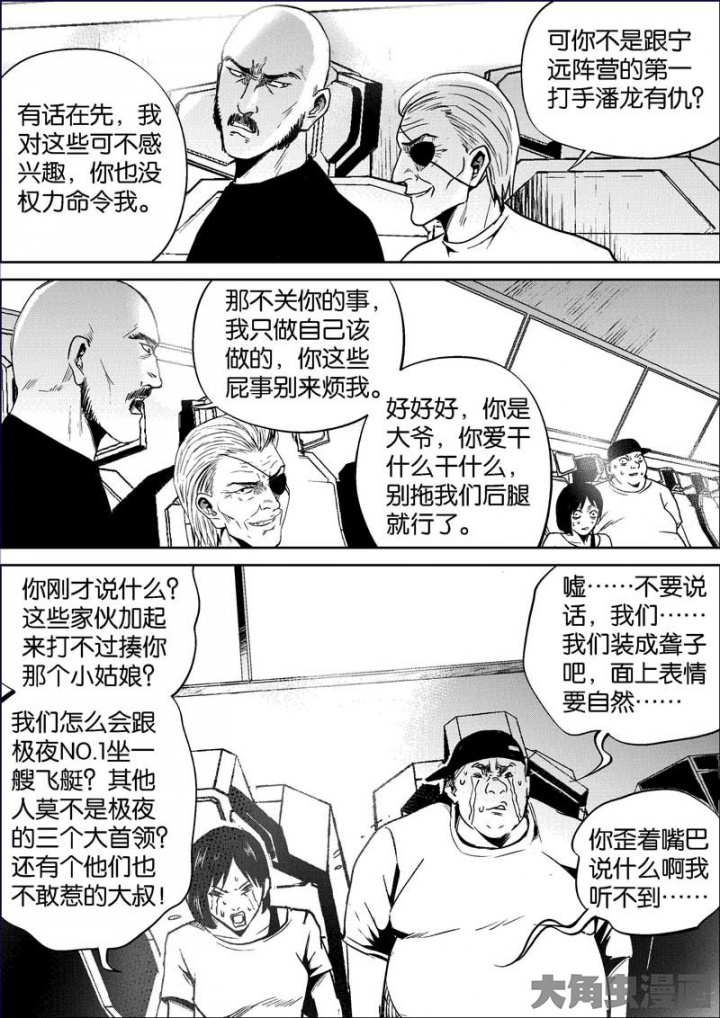 可你不是跟宁
远阵营的第一
打手潘龙有仇?
有话在先，我
对这些可不感
兴趣，你也没
权力命令我。
那不关你的事，
我只做自己该
做的，你这些
屁事别来烦我。
好好好，你是
大爷，你爱干
什么干什么，
别拖我们后腿
就行了。
你刚才说什么?
这些家伙加起
来打不过揍你
那个小姑娘?
我们怎么会跟
极夜NO.1坐一
艘飞艇?其他
人莫不是极夜
的三个大首领?
还有个他们也
不敢惹的大叔!
嘘……不要说
话，我们……
我们装成聋子
吧，面上表情
要自然……
你歪着嘴巴
说什么啊我
听不到……
大角虫漫画